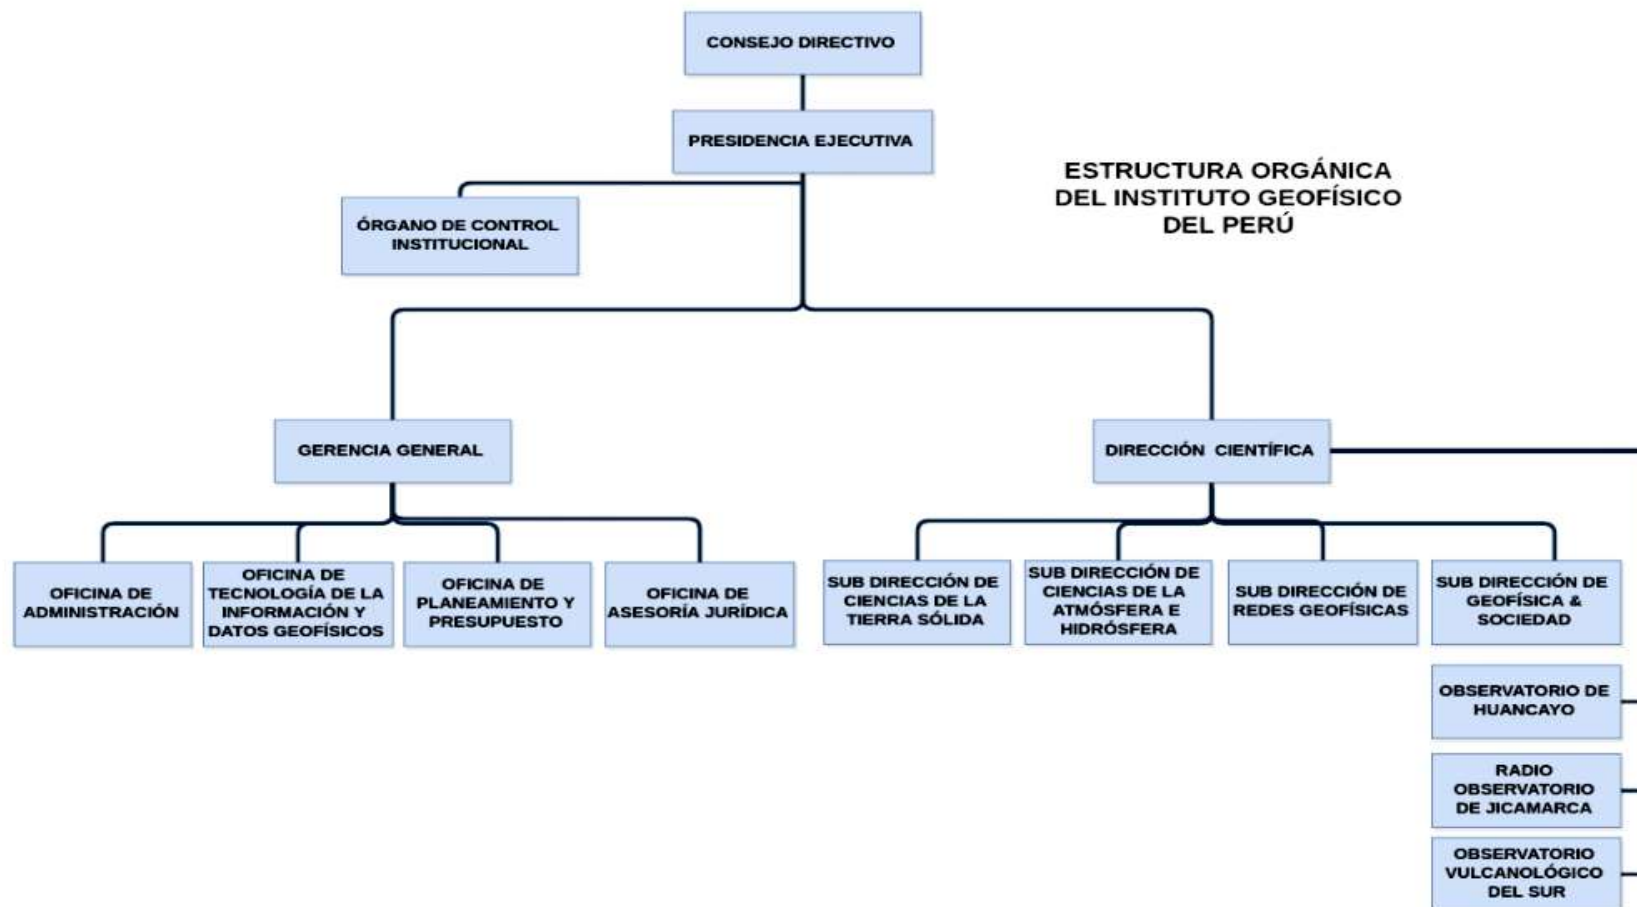 CONSEJO DIRECTIVO
PRESIDENCIA EJECUTIVA
ESTRUCTURA ORGÁNICA
DEL INSTITUTO GEOFÍSICO
DEL PERÚ
ÓRGANO DE CONTROL
INSTITUCIONAL
GERENCIA GENERAL
DIRECCIÓN CIENTÍFICA
OFICINA DE
ADMINISTRACIÓN
OFICINA DE
TECNOLOGÍA DE LA
INFORMACIÓN Y
DATOS GEOFÍSICOS
OFICINA DE
PLANEAMIENTO Y
PRESUPUESTO
OFICINA DE
ASESORÍA JURÍDICA
SUB DIRECCIÓN DE
CIENCIAS DE LA
TIERRA SÓLIDA
SUB DIRECCIÓN DE
CIENCIAS DE LA
ATMÓSFERA E
HIDRÓSFERA
SUB DIRECCIÓN DE
REDES GEOFÍSICAS
SUB DIRECCIÓN DE
GEOFÍSICA &
SOCIEDAD
OBSERVATORIO DE
HUANCAYO
RADIO
OBSERVATORIO
DE JICAMARCA
OBSERVATORIO
VULCANOLÓGICO
DEL SUR